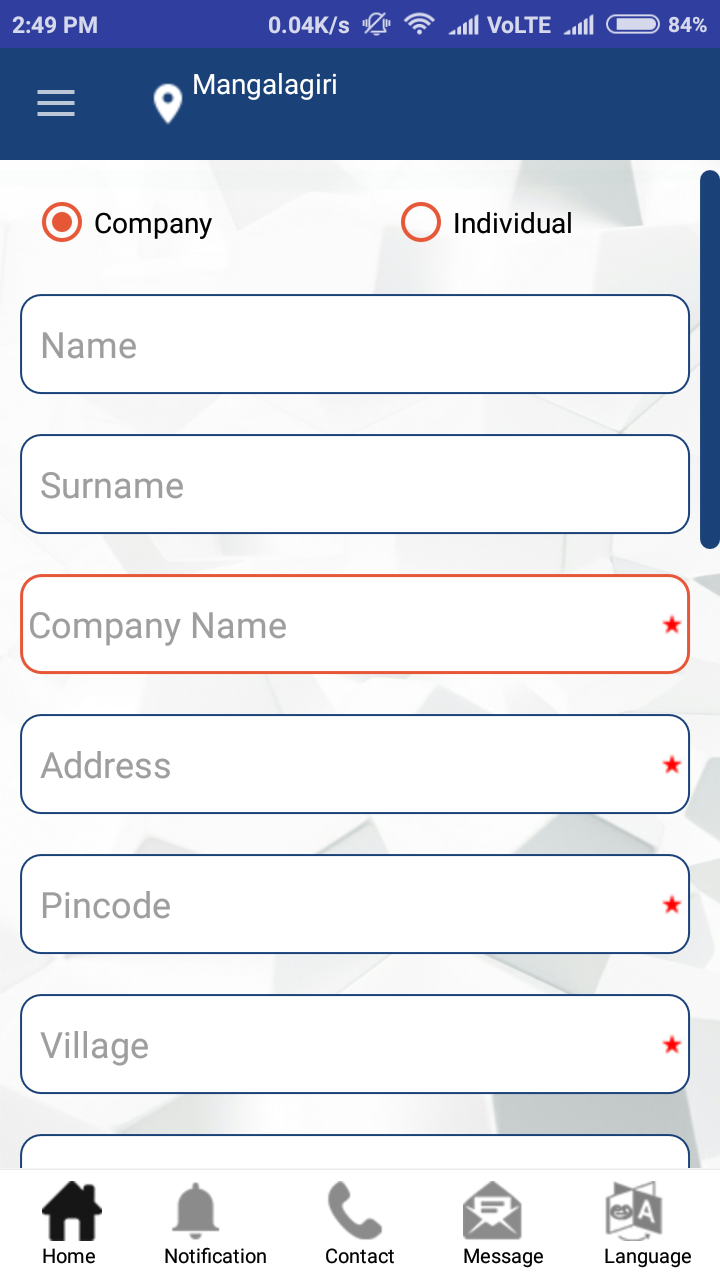 2:49 PM 0.04K/s VoLTE 84%
Mangalagiri
Company Individual
Name
Surname
Company Name
Address
Pincode
Village
Home Notification Contact Message Language